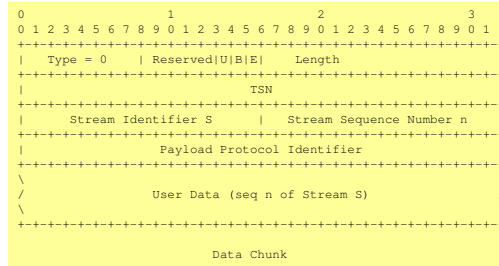 0                   1                   2                   3
0 1 2 3 4 5 6 7 8 9 0 1 2 3 4 5 6 7 8 9 0 1 2 3 4 5 6 7 8 9 0 1
+-+-+-+-+-+-+-+-+-+-+-+-+-+-+-+-+-+-+-+-+-+-+-+-+-+-+-+-+-+-+-+-
|   Type = 0    | Reserved|U|B|E|    Length
+-+-+-+-+-+-+-+-+-+-+-+-+-+-+-+-+-+-+-+-+-+-+-+-+-+-+-+-+-+-+-+-
|                              TSN
+-+-+-+-+-+-+-+-+-+-+-+-+-+-+-+-+-+-+-+-+-+-+-+-+-+-+-+-+-+-+-+-
|      Stream Identifier S      |   Stream Sequence Number n
+-+-+-+-+-+-+-+-+-+-+-+-+-+-+-+-+-+-+-+-+-+-+-+-+-+-+-+-+-+-+-+-
|                  Payload Protocol Identifier
+-+-+-+-+-+-+-+-+-+-+-+-+-+-+-+-+-+-+-+-+-+-+-+-+-+-+-+-+-+-+-+-
\
/                 User Data (seq n of Stream S)
\
+-+-+-+-+-+-+-+-+-+-+-+-+-+-+-+-+-+-+-+-+-+-+-+-+-+-+-+-+-+-+-+-
Data Chunk